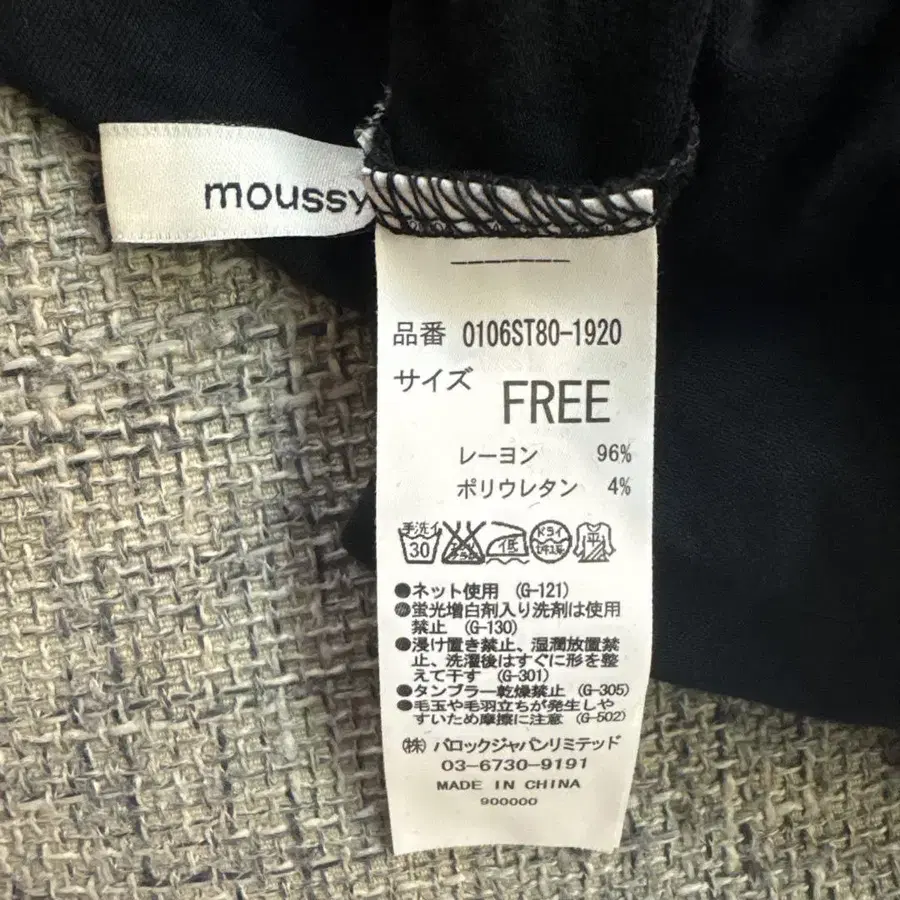 moussy
品番 0106ST80-1920
サイズ FREE
レーヨン 96%
ポリウレタン 4%
手洗イ
30
低
ドライ
平
●ネット使用 (G-121)
●蛍光増白剤入り洗剤は使用
禁止 (G-130)
●浸け置き禁止、湿潤放置禁
止、洗濯後はすぐに形を整
えて干す (G-301)
●タンブラー乾燥禁止 (G-305)
●毛玉や毛羽立ちが発生しや
すいため摩擦に注意 (G-502)
(株) バロックジャパンリミテッド
03-6730-9191
MADE IN CHINA
900000